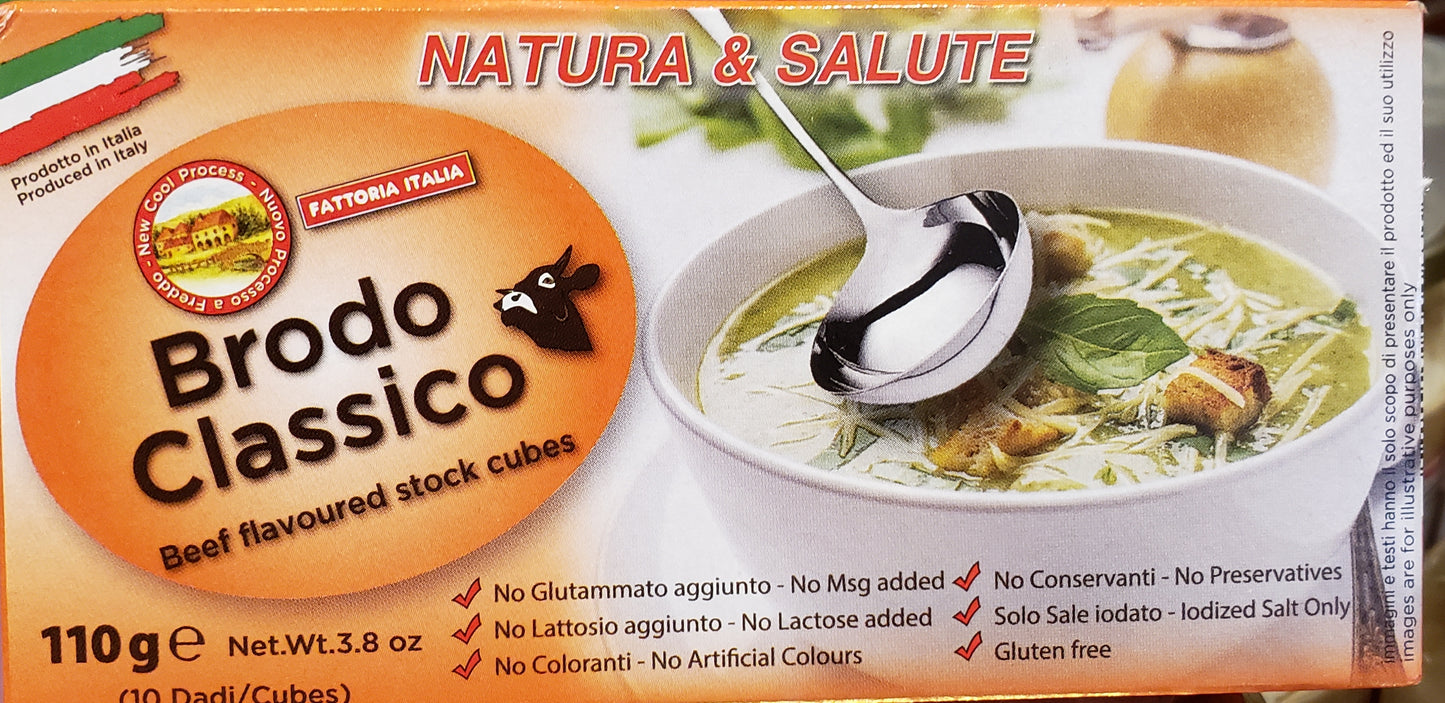 NATURA & SALUTE
Prodotto in Italia
Produced in Italy
New Cool Process - Nuovo Processo a Freddo -
FATTORIA ITALIA
Brodo
Classico
Beef flavoured stock cubes
110 g e Net.Wt.3.8 oz
(10 Dadi/Cubes)
No Glutammato aggiunto - No Msg added
No Lattosio aggiunto - No Lactose added
No Coloranti - No Artificial Colours
No Conservanti - No Preservatives
Solo Sale iodato - Iodized Salt Only
Gluten free
Immagini e testi hanno il solo scopo di presentare il prodotto ed il suo utilizzo
Images are for illustrative purposes only